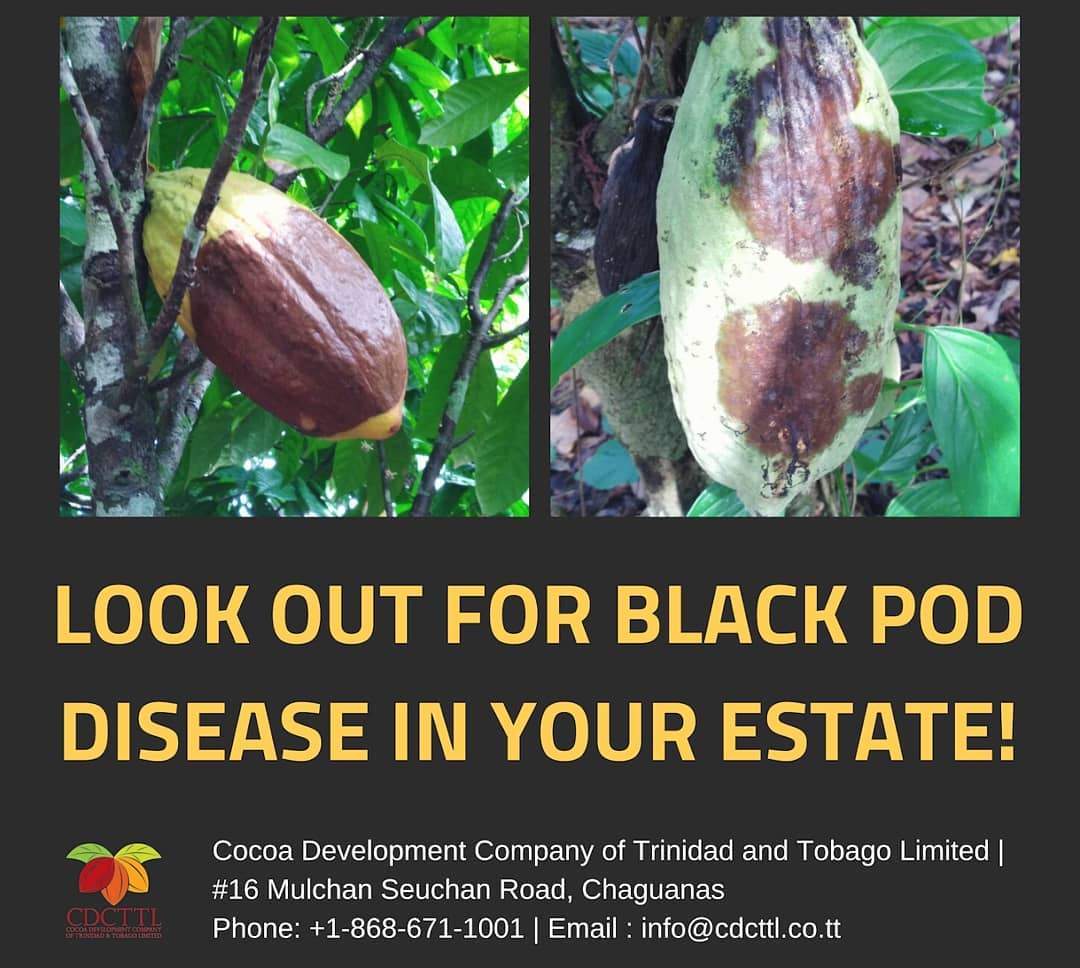 LOOK OUT FOR BLACK POD
DISEASE IN YOUR ESTATE!
Cocoa Development Company of Trinidad and Tobago Limited |
#16 Mulchan Seuchan Road, Chaguanas
Phone: +1-868-671-1001 | Email : info@cdcttl.co.tt
CDCTTL
COCOA DEVELOPMENT COMPANY
OF TRINIDAD & TOBAGO LIMITED